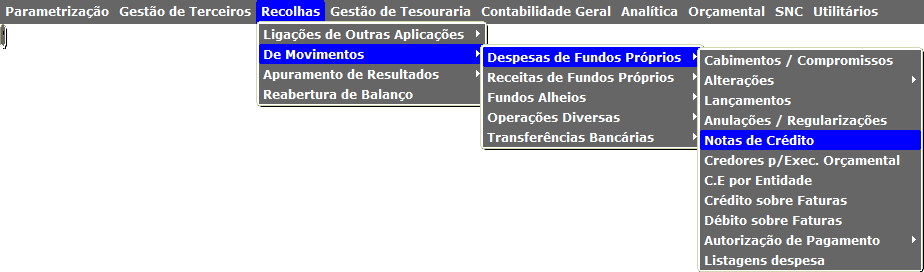 Parametrização Gestão de Terceiros Recolhas Gestão de Tesouraria Contabilidade Geral Analítica Orçamental SNC Utilitários
Ligações de Outras Aplicações
De Movimentos
Apuramento de Resultados
Reabertura de Balanço
Despesas de Fundos Próprios
Receitas de Fundos Próprios
Fundos Alheios
Operações Diversas
Transferências Bancárias
Cabimentos / Compromissos
Alterações
Lançamentos
Anulações / Regularizações
Notas de Crédito
Credores p/Exec. Orçamental
C.E por Entidade
Crédito sobre Faturas
Débito sobre Faturas
Autorização de Pagamento
Listagens despesa